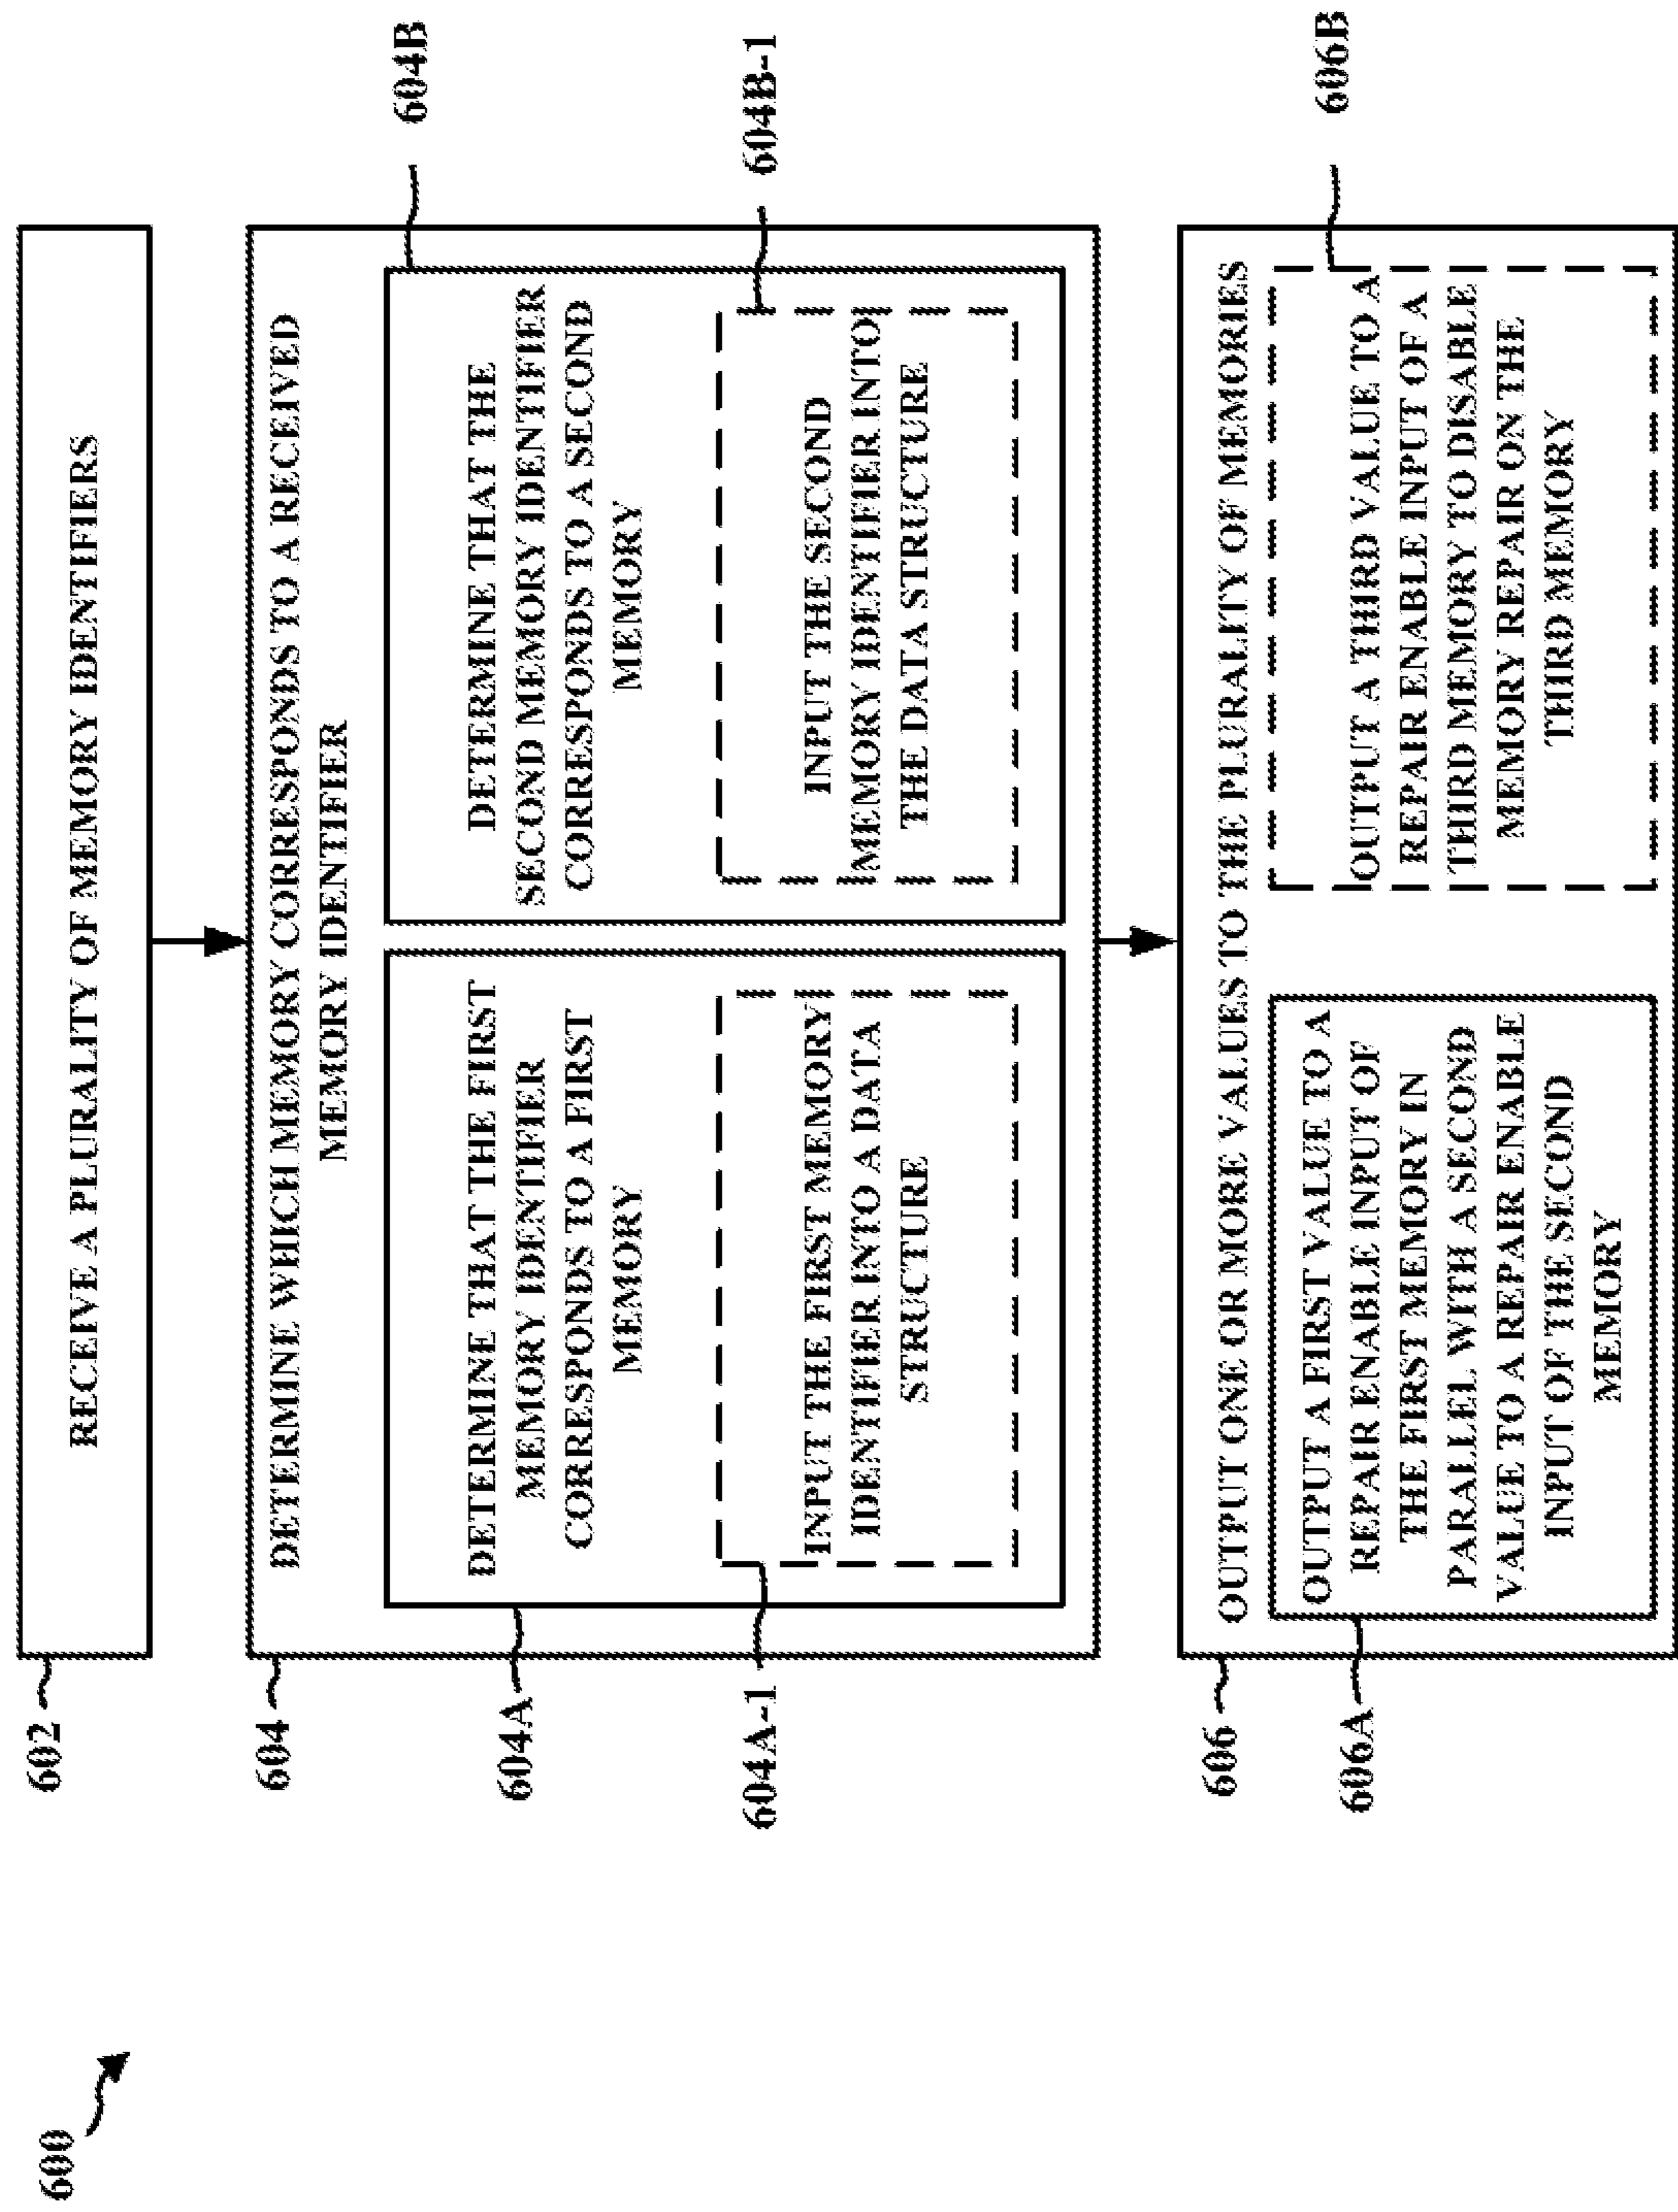 600
602
RECEIVE A PLURALITY OF MEMORY IDENTIFIERS
604
DETERMINE WHICH MEMORY CORRESPONDS TO A RECEIVED
MEMORY IDENTIFIER
604A
DETERMINE THAT THE FIRST
MEMORY IDENTIFIER
CORRESPONDS TO A FIRST
MEMORY
604A-1
INPUT THE FIRST MEMORY
IDENTIFIER INTO A DATA
STRUCTURE
604B
DETERMINE THAT THE
SECOND MEMORY IDENTIFIER
CORRESPONDS TO A SECOND
MEMORY
604B-1
INPUT THE SECOND
MEMORY IDENTIFIER INTO
THE DATA STRUCTURE
606
OUTPUT ONE OR MORE VALUES TO THE PLURALITY OF MEMORIES
606A
OUTPUT A FIRST VALUE TO A
REPAIR ENABLE INPUT OF
THE FIRST MEMORY IN
PARALLEL WITH A SECOND
VALUE TO A REPAIR ENABLE
INPUT OF THE SECOND
MEMORY
606B
OUTPUT A THIRD VALUE TO A
REPAIR ENABLE INPUT OF A
THIRD MEMORY TO DISABLE
MEMORY REPAIR ON THE
THIRD MEMORY